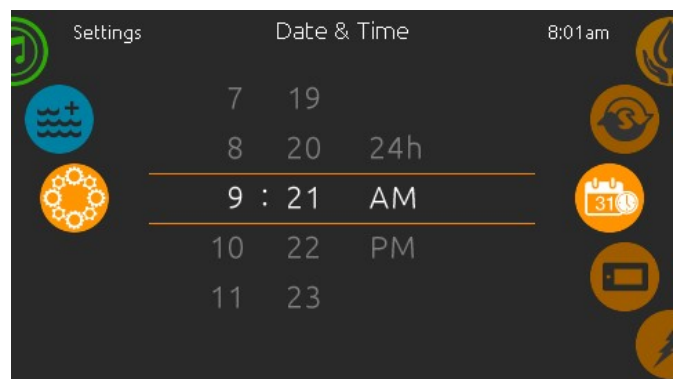 Settings Date & Time 8:01am
7 19
8 20 24h
9 : 21 AM
10 22 PM
11 23
31
S